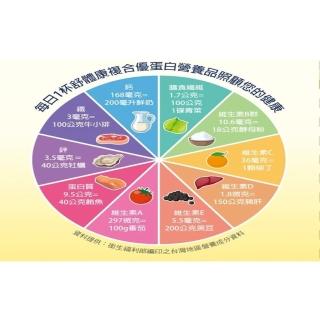 每日1杯舒體康複合優蛋白營養品照顧您的健康
鈣
168毫克=
200毫升鮮奶
膳食纖維
1.7公克=
100公克
1碟青菜
維生素B群
10.6毫克=
18公克酵母粉
維生素C
36毫克=
1顆柳丁
維生素D
1.8微克=
150公克豬肝
維生素E
5.5毫克=
200公克黑豆
維生素A
297微克=
100g番茄
蛋白質
9.5公克=
40公克鮪魚
鋅
3.5毫克=
40公克牡蠣
鐵
3毫克=
100公克牛小排
資料提供：衛生福利部編印之台灣地區營養成分資料